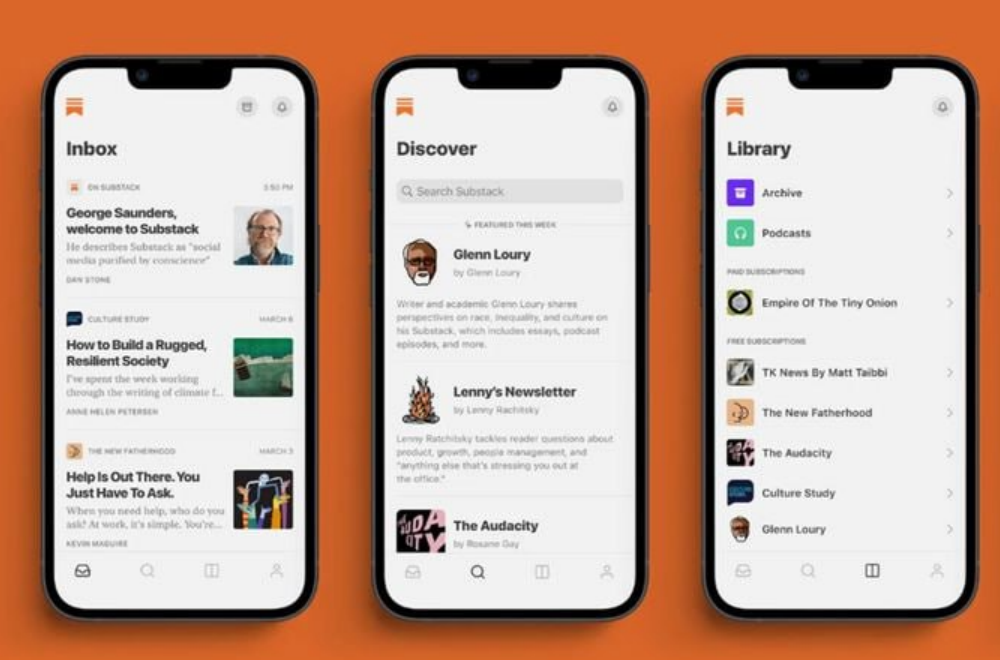 Inbox
ON SUBSTACK
3:50 PM
George Saunders,
welcome to Substack
He describes Substack as "social
media purified by conscience"
DAN STONE
CULTURE STUDY
MARCH 6
How to Build a Rugged,
Resilient Society
I've spent the week working
through the writing of climate f...
ANNE HELEN PETERSEN
THE NEW FATHERHOOD
MARCH 3
Help Is Out There. You
Just Have To Ask.
When you need help, who do you
ask? At work, it's simple. You're...
KEVIN MAGUIRE
Discover
Search Substack
FEATURED THIS WEEK
Glenn Loury
by Glenn Loury
Writer and academic Glenn Loury shares
perspectives on race, inequality, and culture on
his Substack, which includes essays, podcast
episodes, and more.
Lenny's Newsletter
by Lenny Rachitsky
Lenny Ratchitsky tackles reader questions about
product, growth, people management, and
"anything else that's stressing you out at
the office."
AUDA
CITY
The Audacity
by Roxane Gay
Library
Archive
Podcasts
PAID SUBSCRIPTIONS
Empire Of The Tiny Onion
FREE SUBSCRIPTIONS
TK News By Matt Taibbi
The New Fatherhood
The Audacity
Culture Study
Glenn Loury